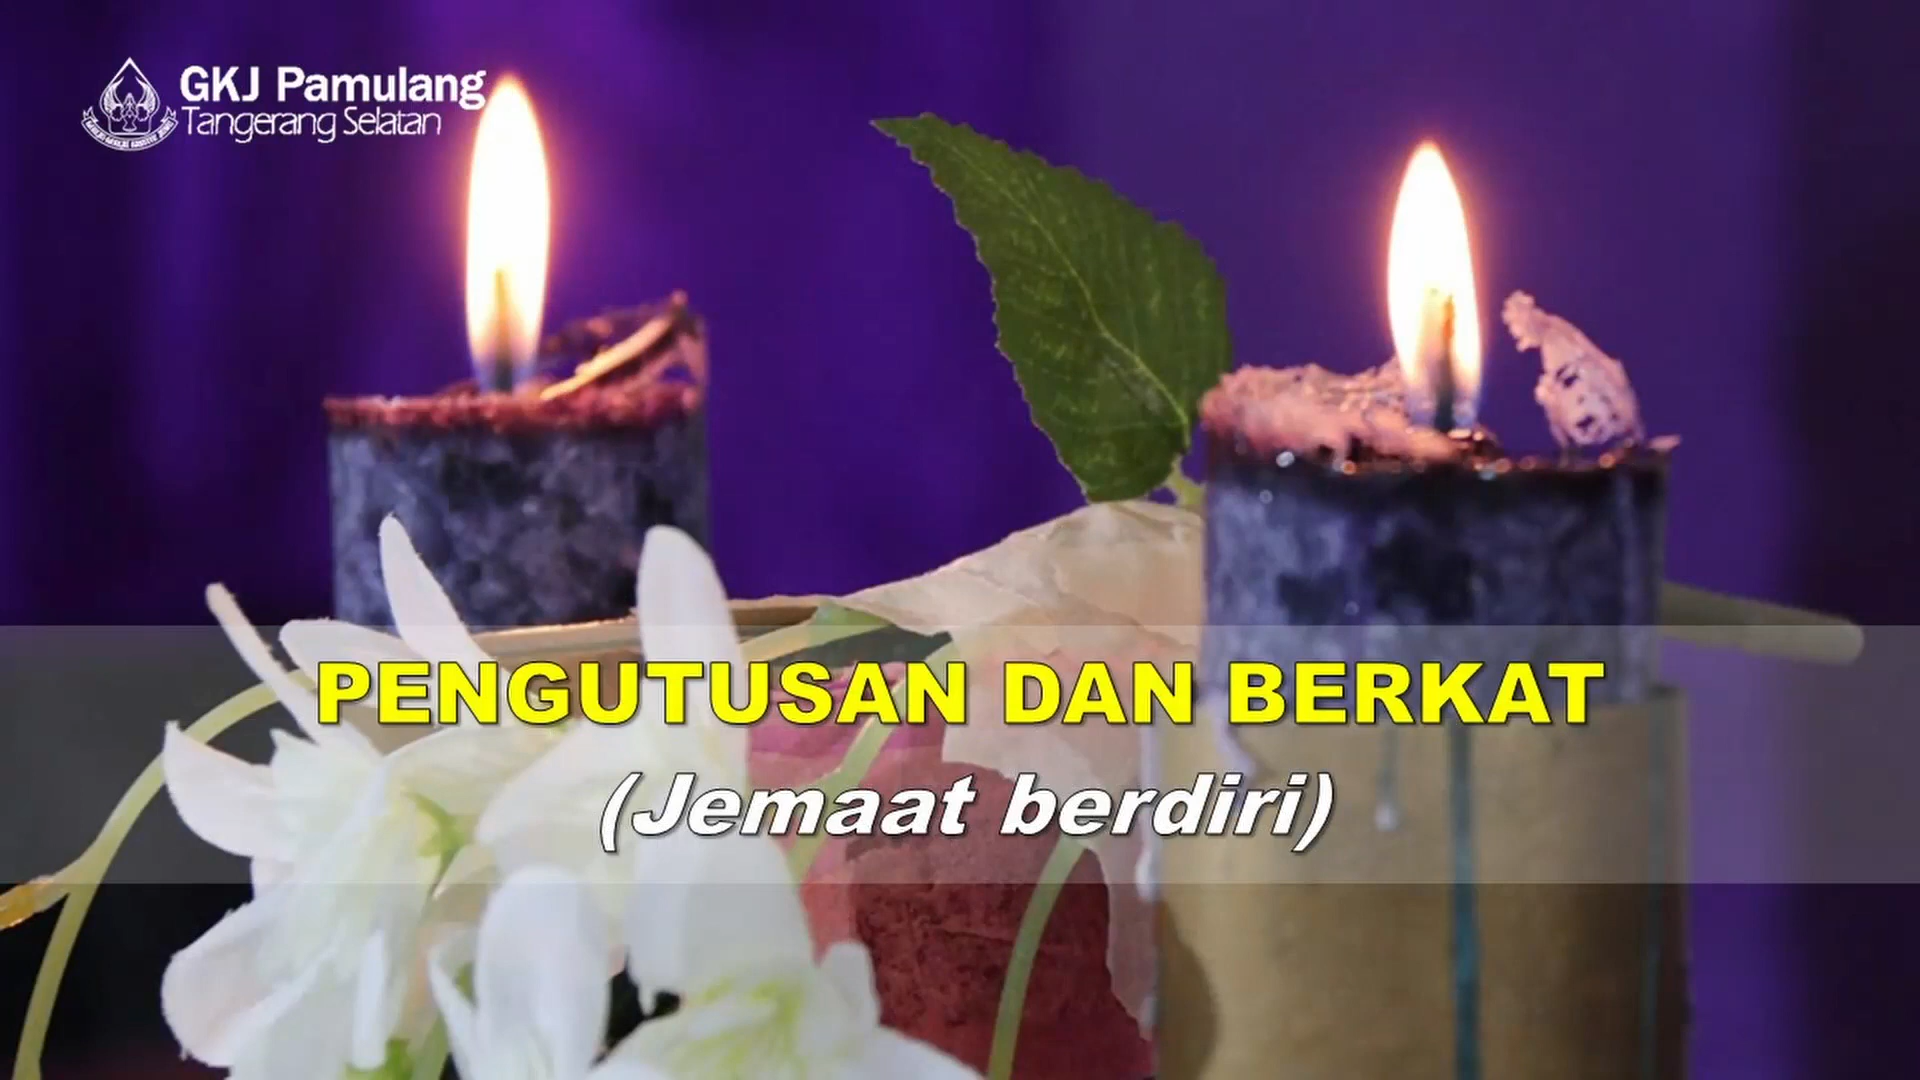 GKJ Pamulang
Tangerang Selatan
PENGUTUSAN DAN BERKAT
(Jemaat berdiri)